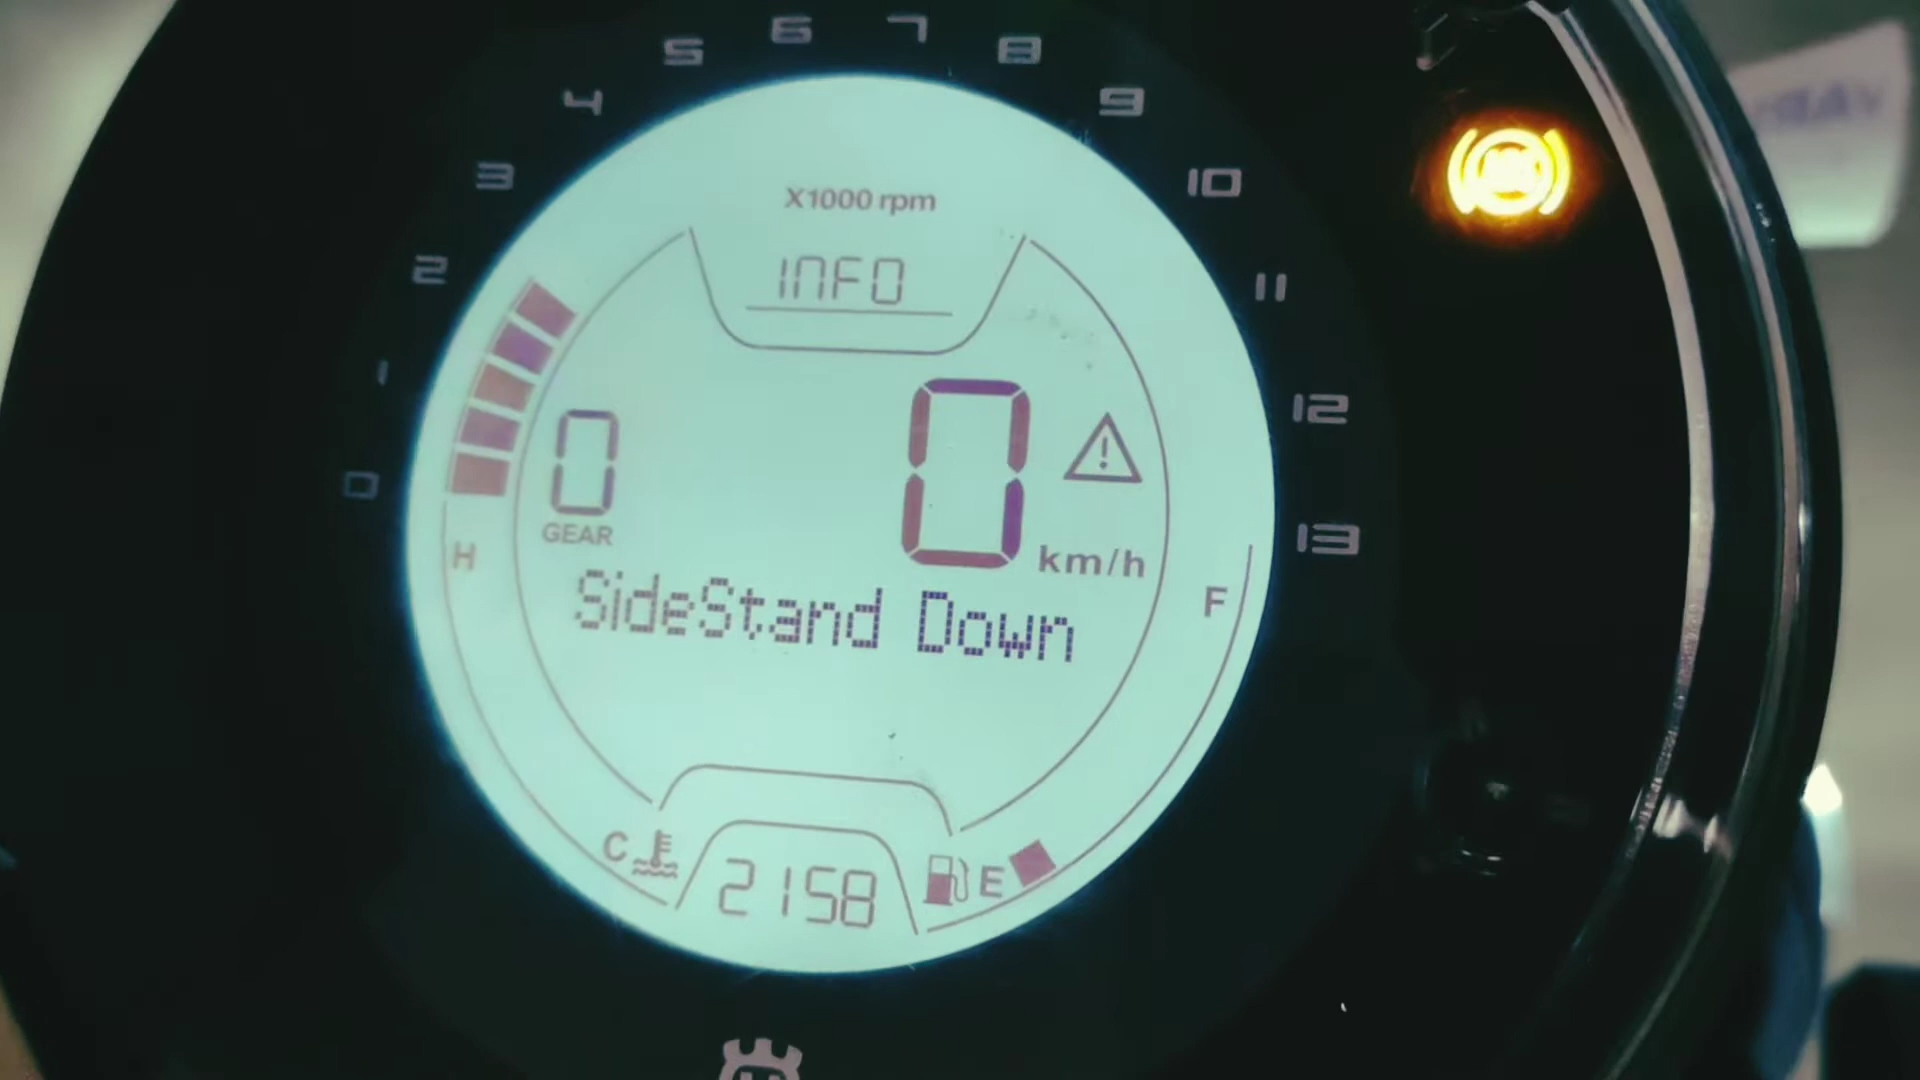 5 6 7 8
4 9
3 10
X1000 rpm
2 INFO 11
1
0 GEAR 0 km/h 12
0 13
H F
SideStand Down
C 2158 E